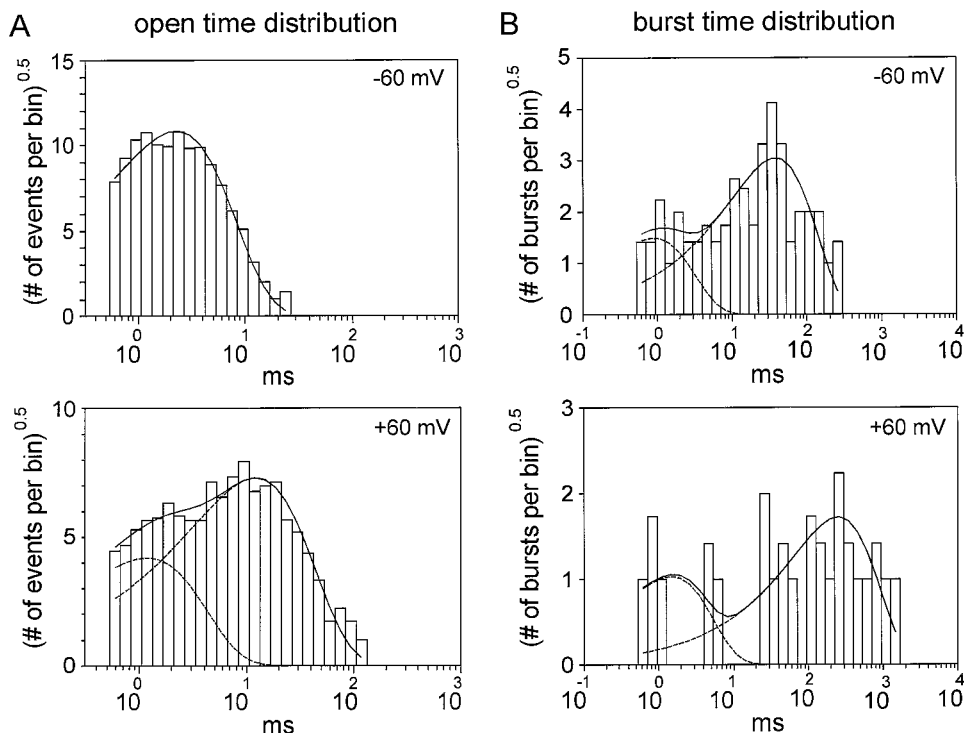 A open time distribution
15
10
5
0
(# of events per bin)^0.5
-60 mV
10^0 10^1 10^2 10^3
ms
B burst time distribution
5
4
3
2
1
0
(# of bursts per bin)^0.5
-60 mV
10^-1 10^0 10^1 10^2 10^3 10^4
ms
10
5
0
(# of events per bin)^0.5
+60 mV
10^0 10^1 10^2 10^3
ms
3
2
1
0
(# of bursts per bin)^0.5
+60 mV
10^-1 10^0 10^1 10^2 10^3 10^4
ms